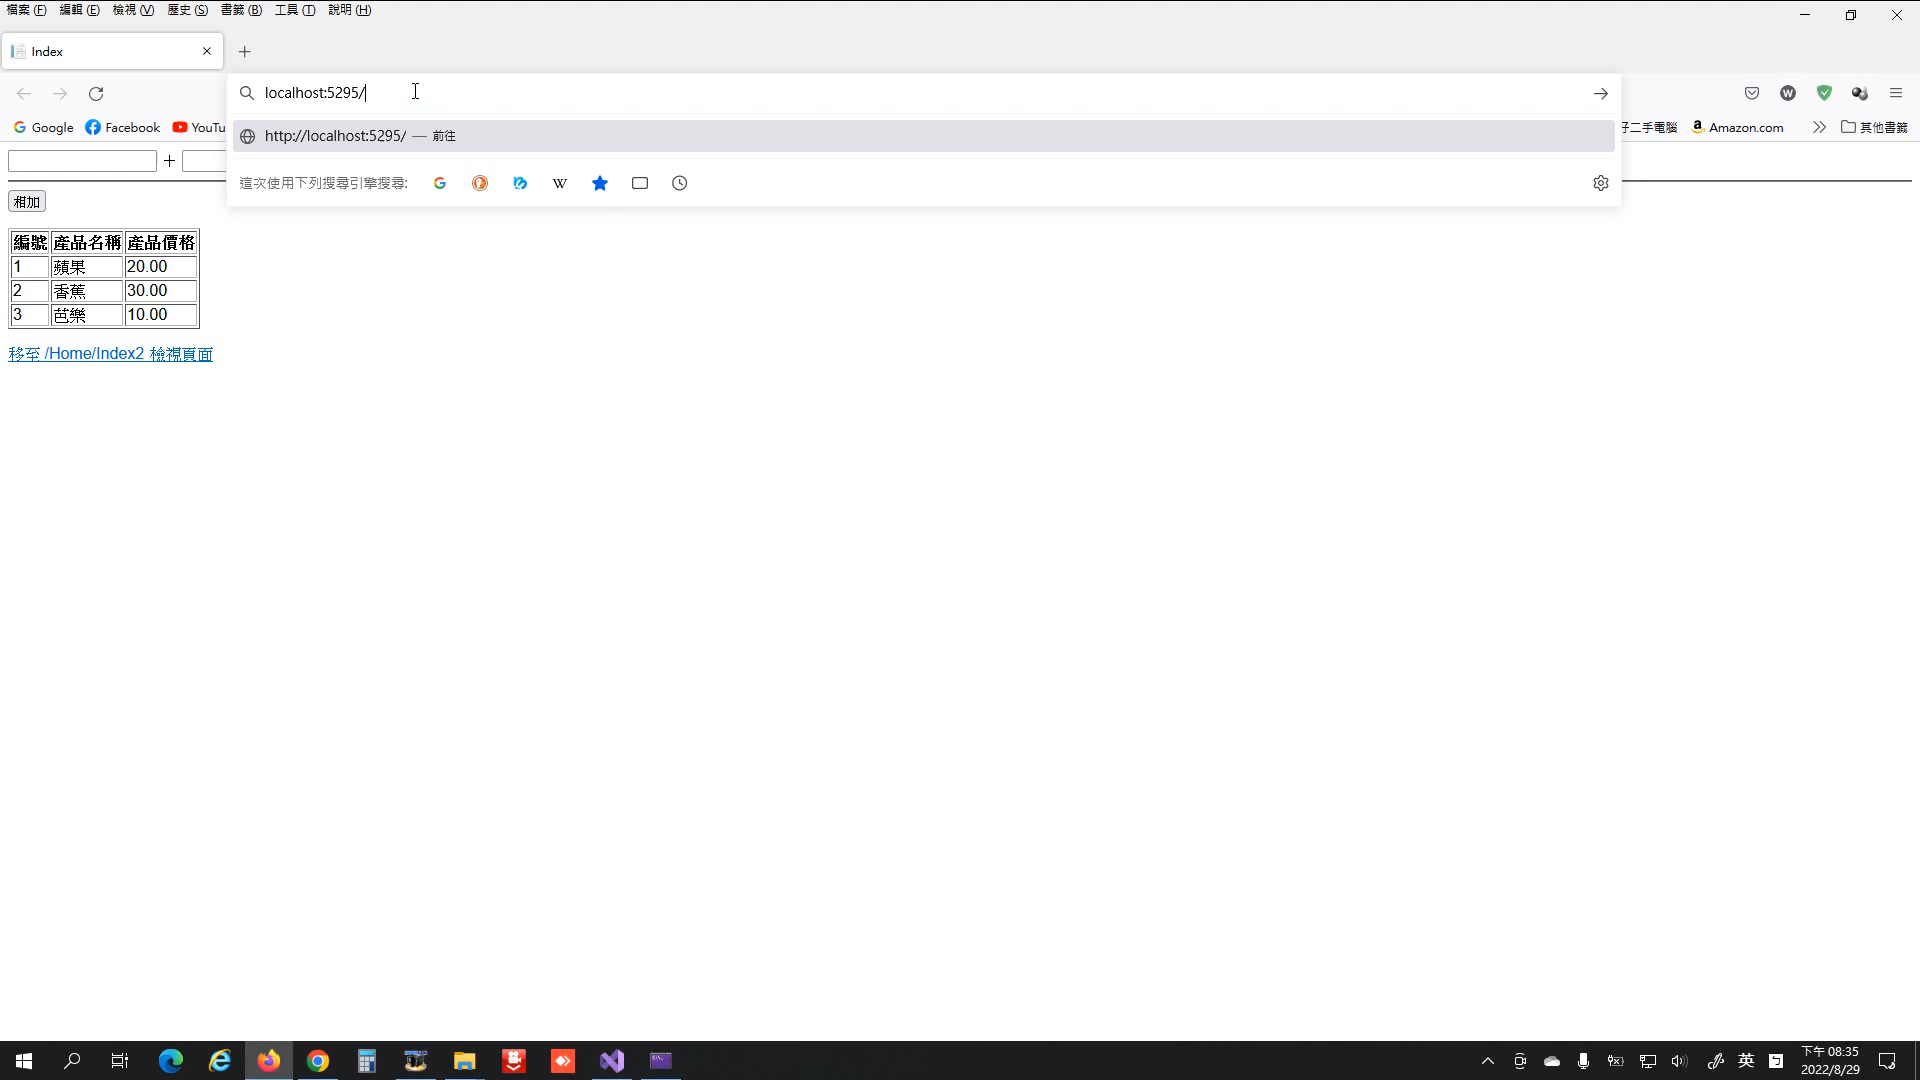 檔案 (F) 編輯 (E) 檢視 (V) 歷史 (S) 書籤 (B) 工具 (T) 說明 (H)
Index
localhost:5295/
Google Facebook YouTu 二手電腦 Amazon.com 其他書籤
http://localhost:5295/ — 前往
+
這次使用下列搜尋引擎搜尋:
相加
編號 產品名稱 產品價格
1 蘋果 20.00
2 香蕉 30.00
3 芭樂 10.00
移至 /Home/Index2 檢視頁面
英 下午 08:35
2022/8/29